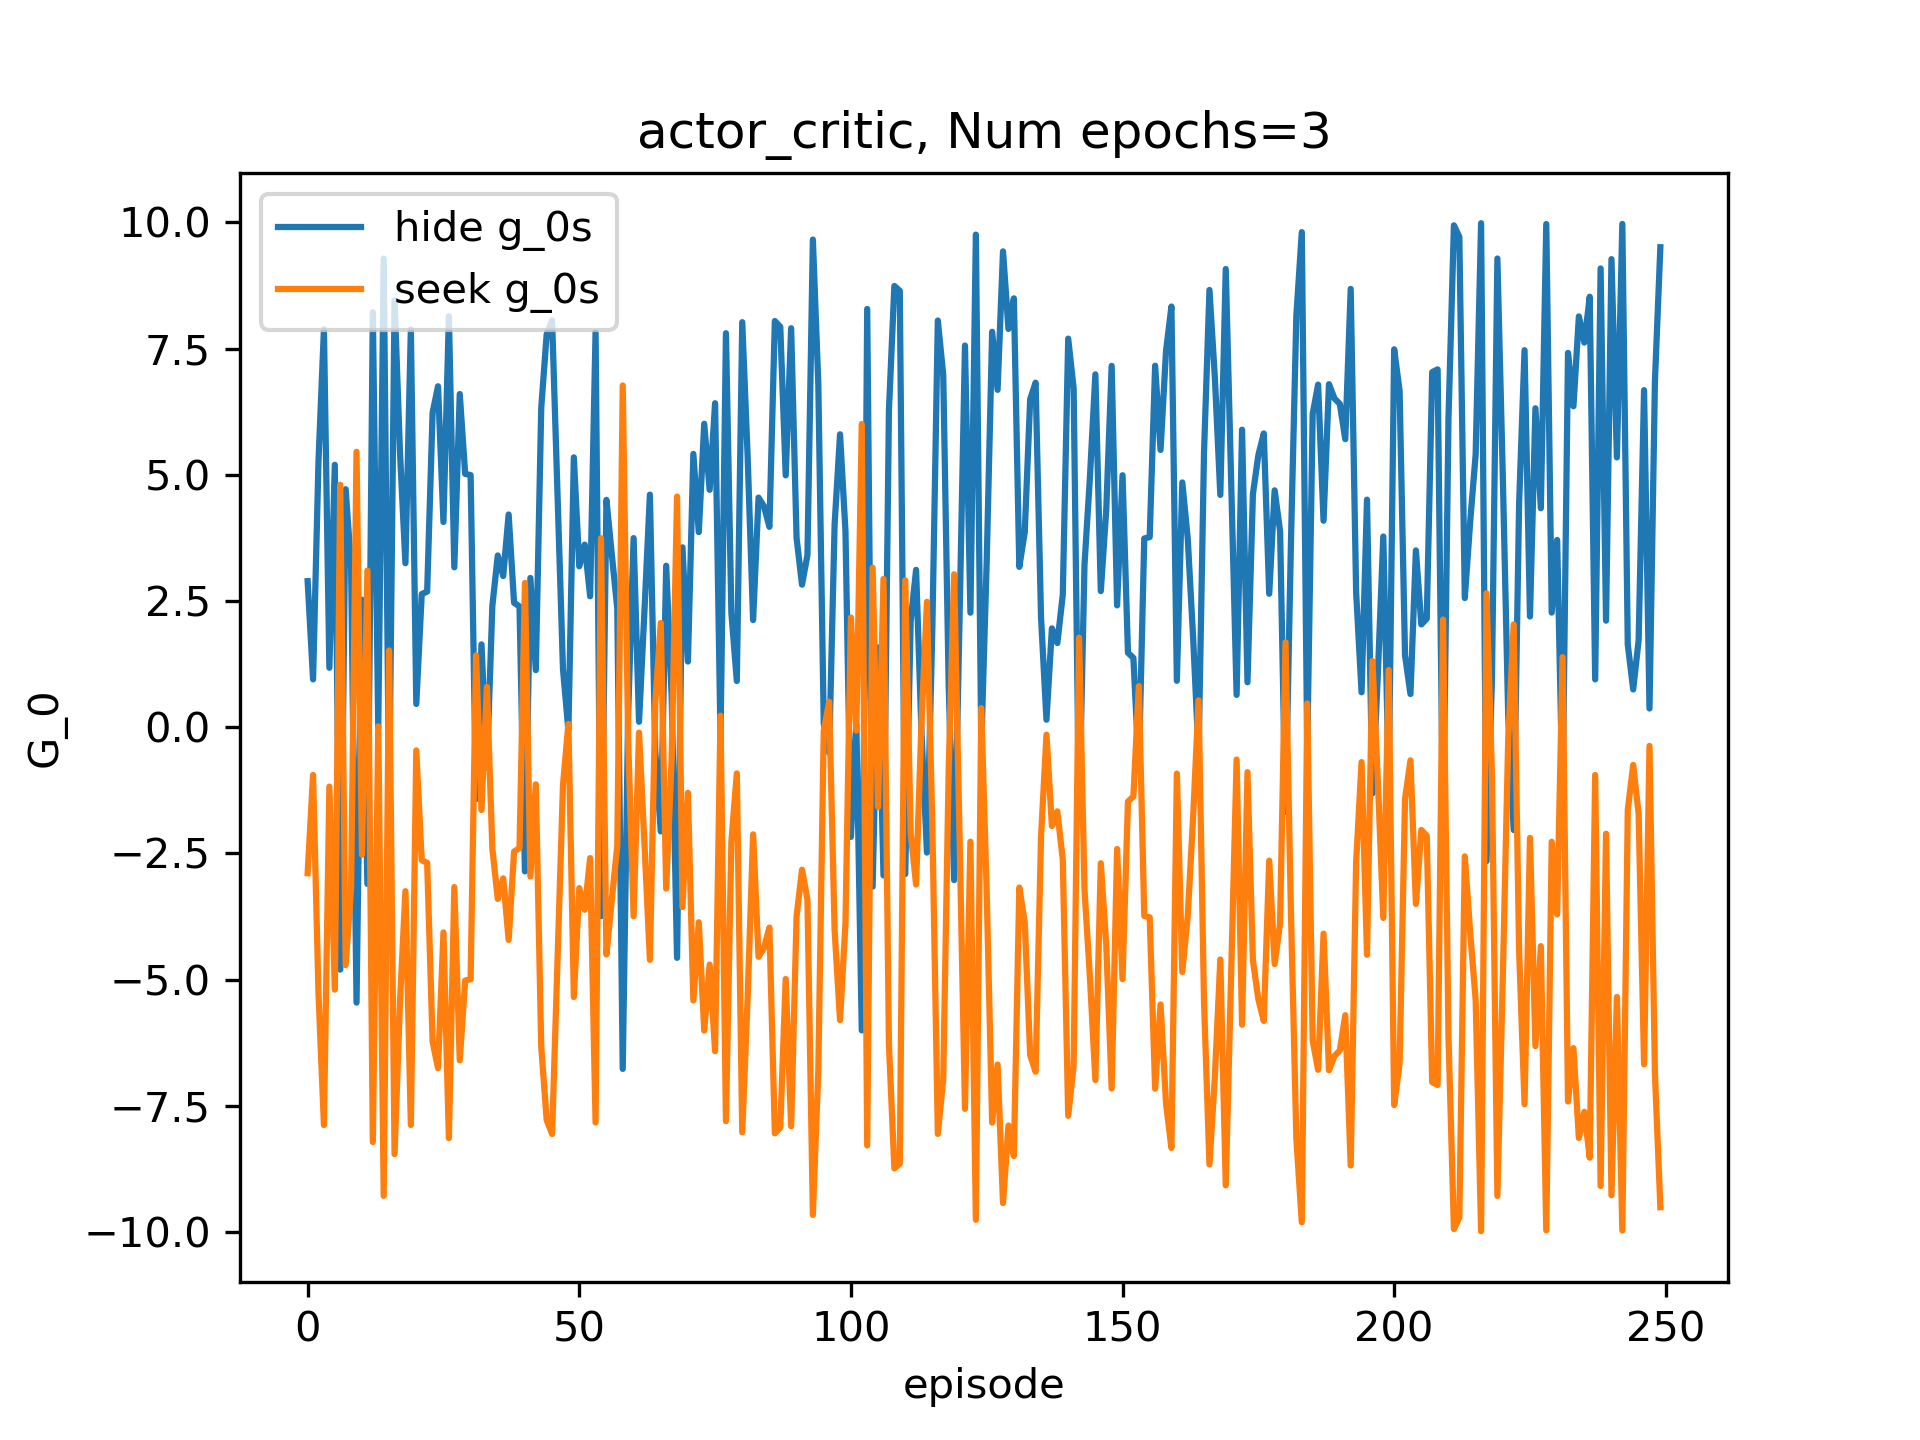 actor_critic, Num epochs=3
hide g_0s
seek g_0s
G_0
10.0
7.5
5.0
2.5
0.0
−2.5
−5.0
−7.5
−10.0
0 50 100 150 200 250
episode